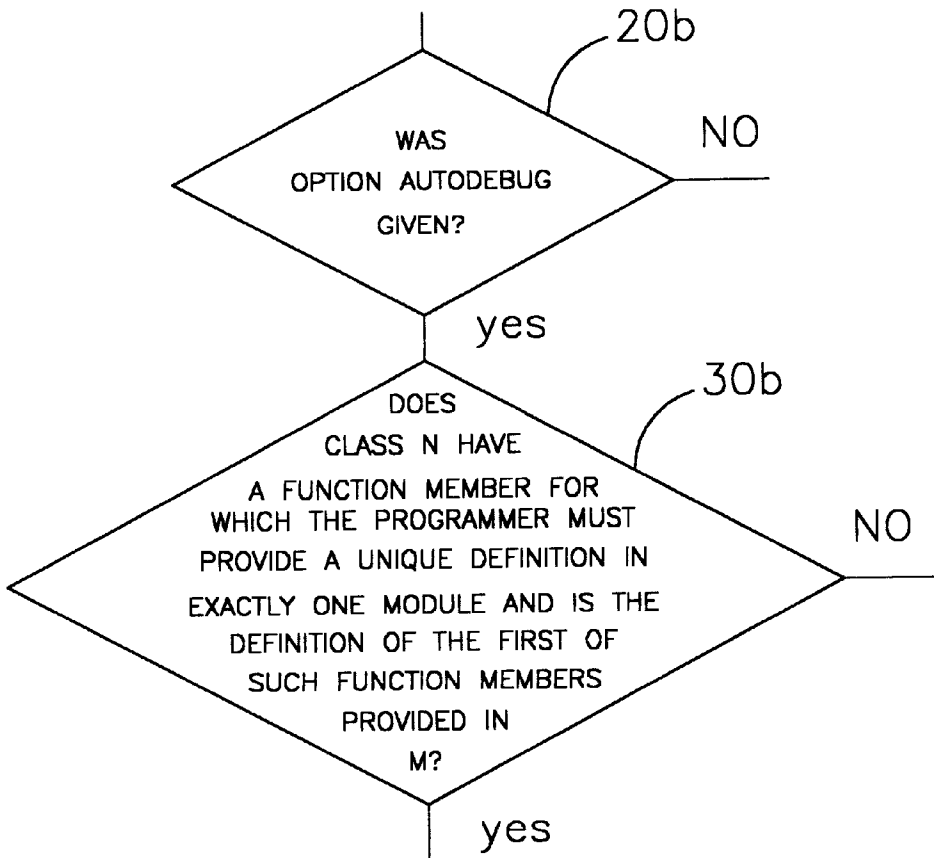 20b
NO
WAS
OPTION AUTODEBUG
GIVEN?
yes
30b
DOES
CLASS N HAVE
A FUNCTION MEMBER FOR
WHICH THE PROGRAMMER MUST
PROVIDE A UNIQUE DEFINITION IN
EXACTLY ONE MODULE AND IS THE
DEFINITION OF THE FIRST OF
SUCH FUNCTION MEMBERS
PROVIDED IN
M?
NO
yes